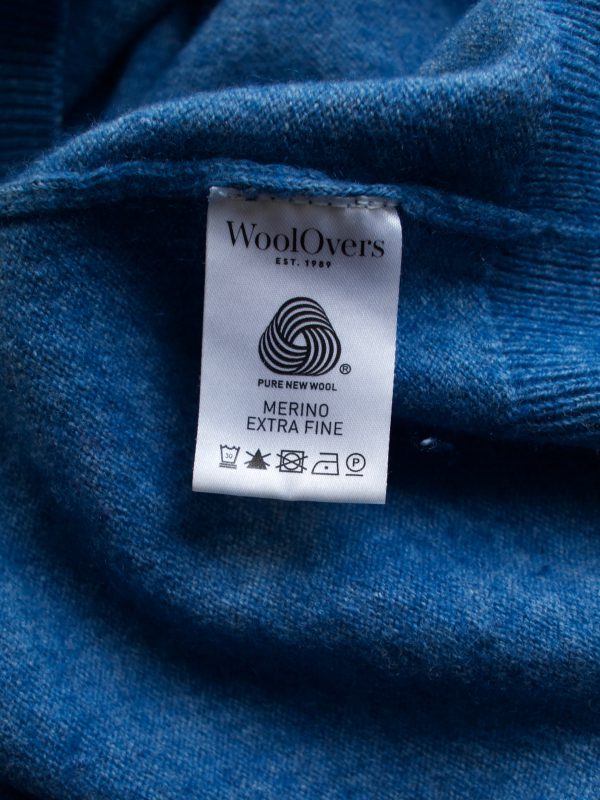 WoolOvers
EST. 1989
®
PURE NEW WOOL
MERINO
EXTRA FINE
30 P